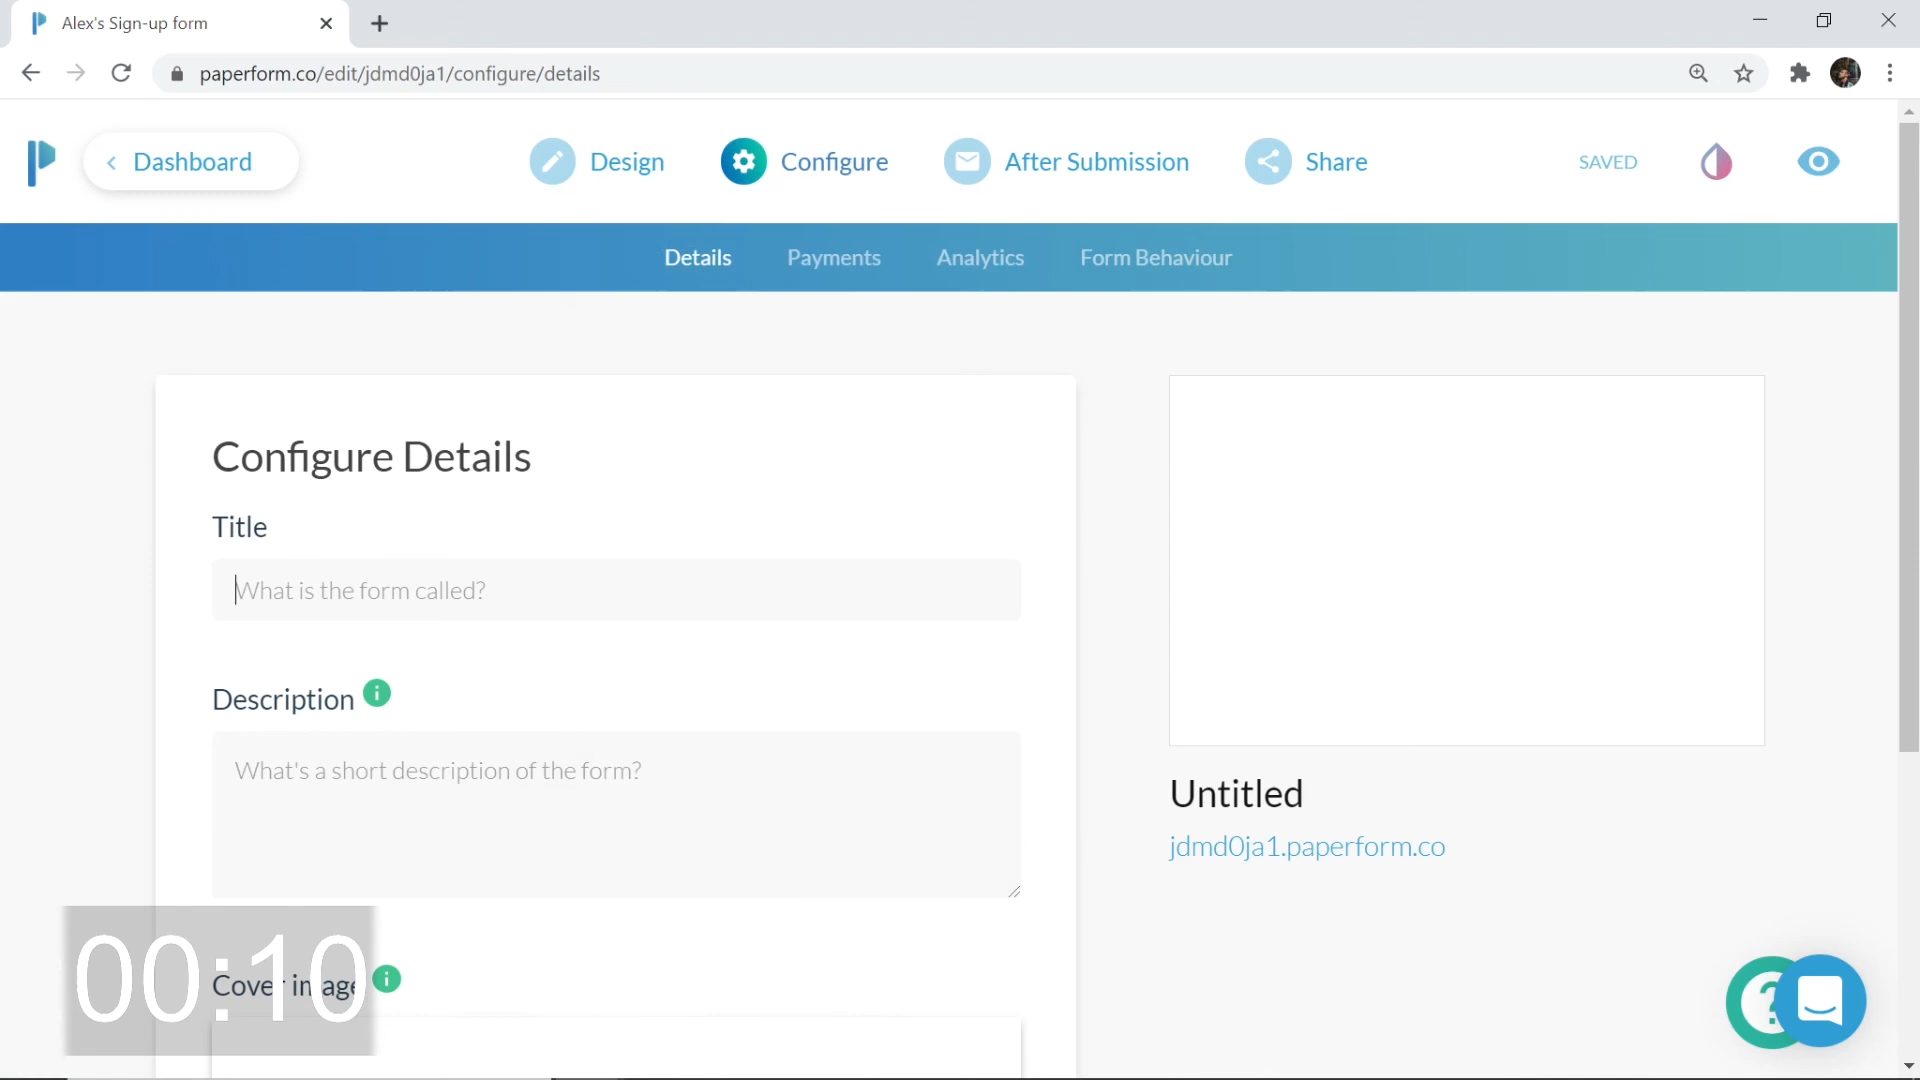 Alex's Sign-up form
paperform.co/edit/jdmd0ja1/configure/details
Dashboard
Design
Configure
After Submission
Share
SAVED
Details
Payments
Analytics
Form Behaviour
Configure Details
Title
What is the form called?
Description
What's a short description of the form?
Untitled
jdmd0ja1.paperform.co
00:10
Cover image